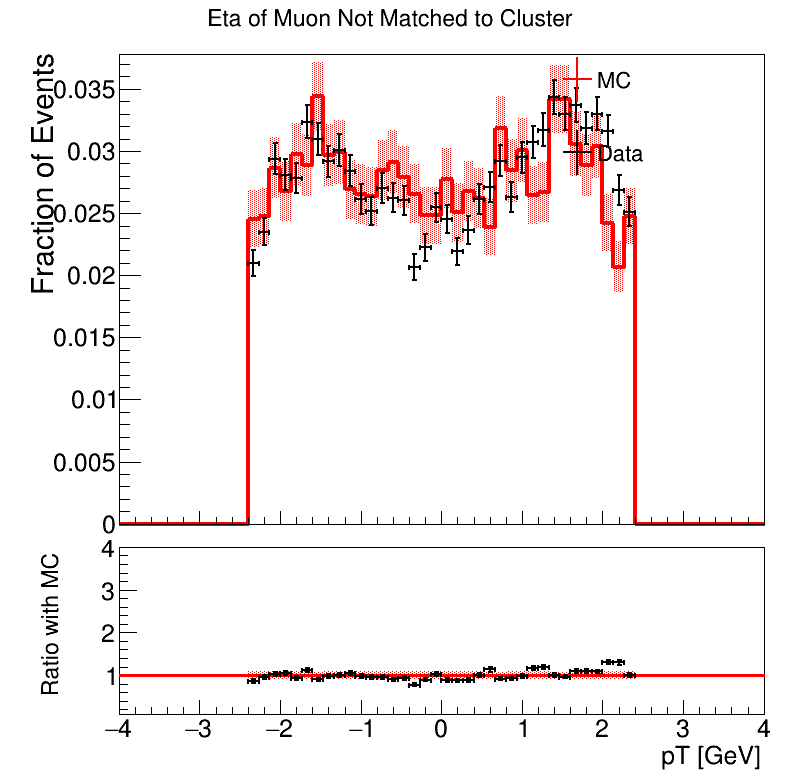 Eta of Muon Not Matched to Cluster
Fraction of Events
0.035
0.03
0.025
0.02
0.015
0.01
0.005
0
MC
Data
Ratio with MC
4
3
2
1
−4 −3 −2 −1 0 1 2 3 4
pT [GeV]